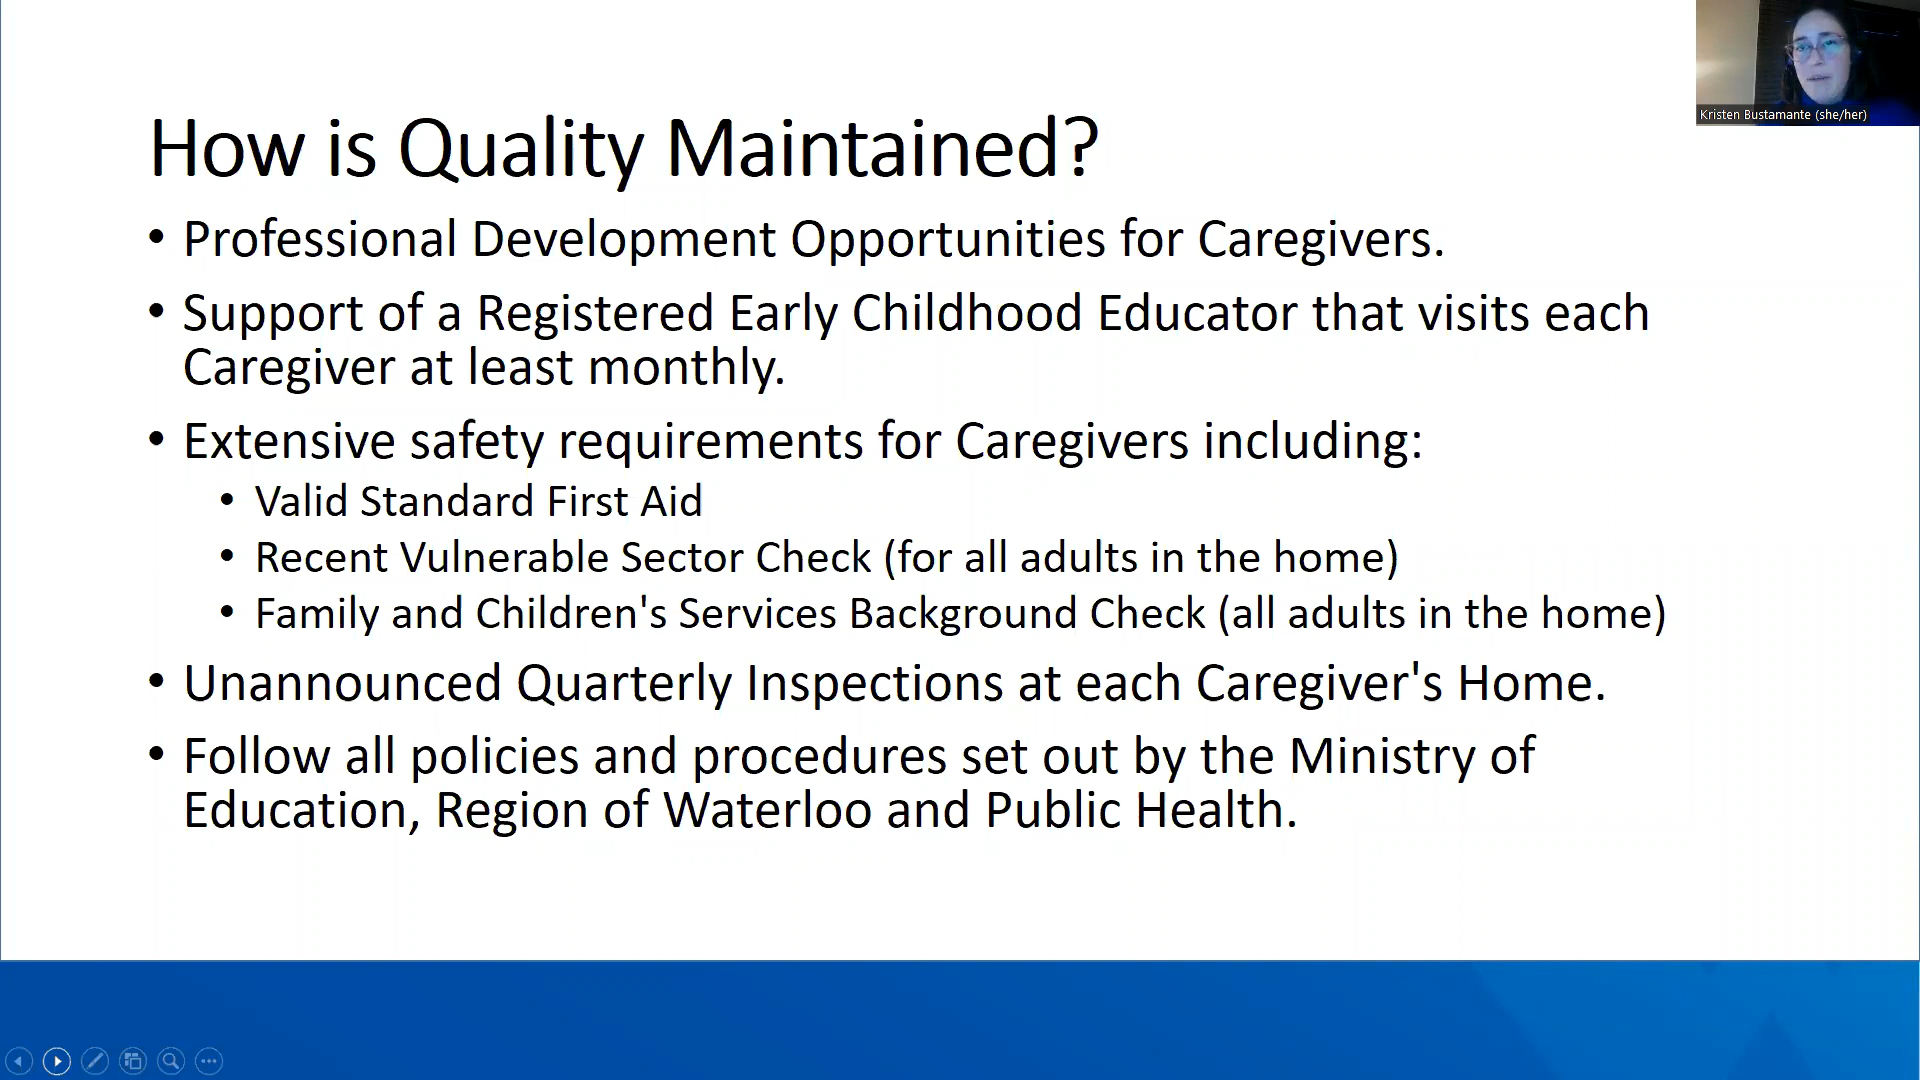 Kristen Bustamante (she/her)
How is Quality Maintained?
• Professional Development Opportunities for Caregivers.
• Support of a Registered Early Childhood Educator that visits each
Caregiver at least monthly.
• Extensive safety requirements for Caregivers including:
• Valid Standard First Aid
• Recent Vulnerable Sector Check (for all adults in the home)
• Family and Children's Services Background Check (all adults in the home)
• Unannounced Quarterly Inspections at each Caregiver's Home.
• Follow all policies and procedures set out by the Ministry of
Education, Region of Waterloo and Public Health.